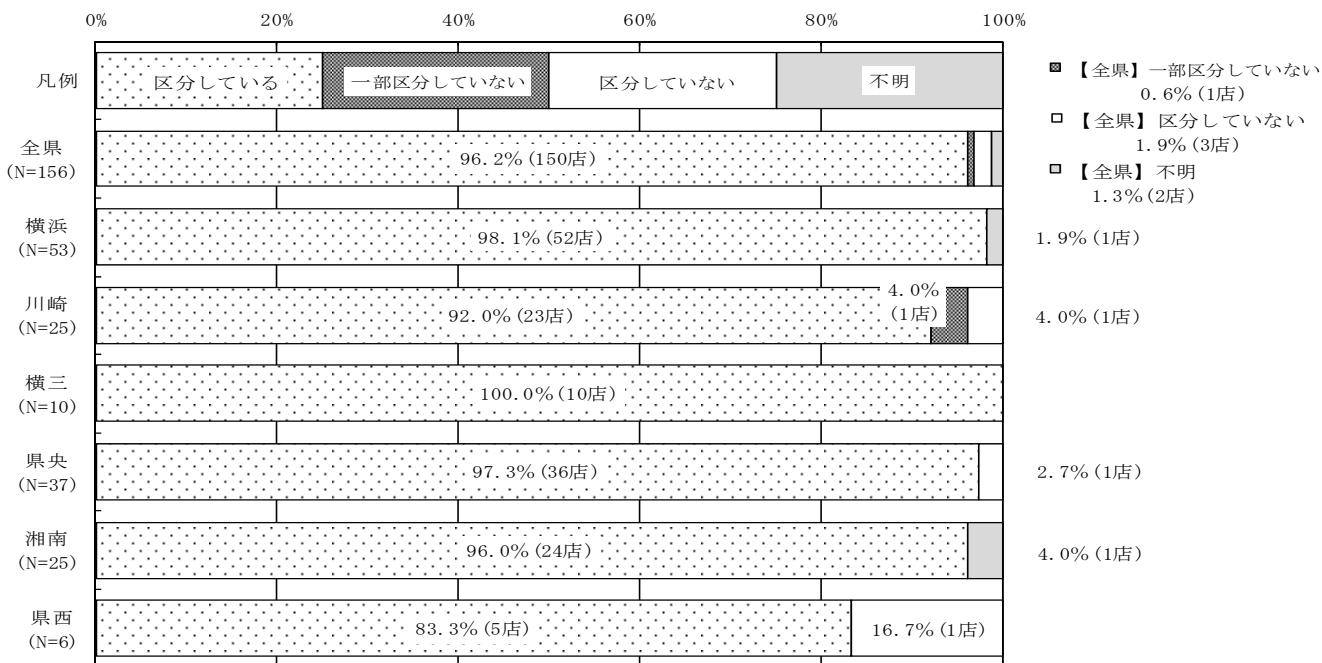 0% 20% 40% 60% 80% 100%
凡例 区分している 一部区分していない 区分していない 不明
【全県】一部区分していない
0.6%(1店)
【全県】区分していない
1.9%(3店)
【全県】不明
1.3%(2店)
全県
(N=156)
96.2%(150店)
横浜
(N=53)
98.1%(52店)
1.9%(1店)
川崎
(N=25)
92.0%(23店)
4.0%
(1店)
4.0%(1店)
横三
(N=10)
100.0%(10店)
県央
(N=37)
97.3%(36店)
2.7%(1店)
湘南
(N=25)
96.0%(24店)
4.0%(1店)
県西
(N=6)
83.3%(5店)
16.7%(1店)